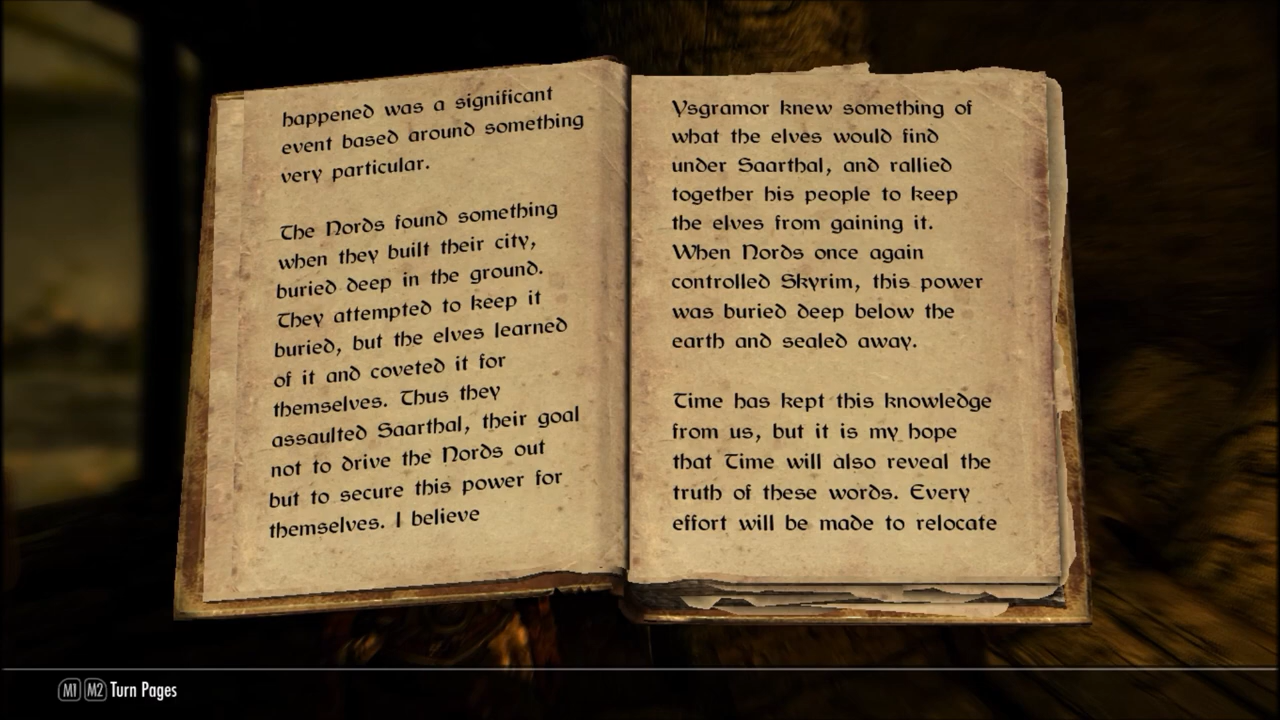 happened was a significant
event based around something
very particular.
The Nords found something
when they built their city,
buried deep in the ground.
They attempted to keep it
buried, but the elves learned
of it and coveted it for
themselves. Thus they
assaulted Saarthal, their goal
not to drive the Nords out
but to secure this power for
themselves. I believe
Ysgramor knew something of
what the elves would find
under Saarthal, and rallied
together his people to keep
the elves from gaining it.
When Nords once again
controlled Skyrim, this power
was buried deep below the
earth and sealed away.
Time has kept this knowledge
from us, but it is my hope
that Time will also reveal the
truth of these words. Every
effort will be made to relocate
M1 M2 Turn Pages